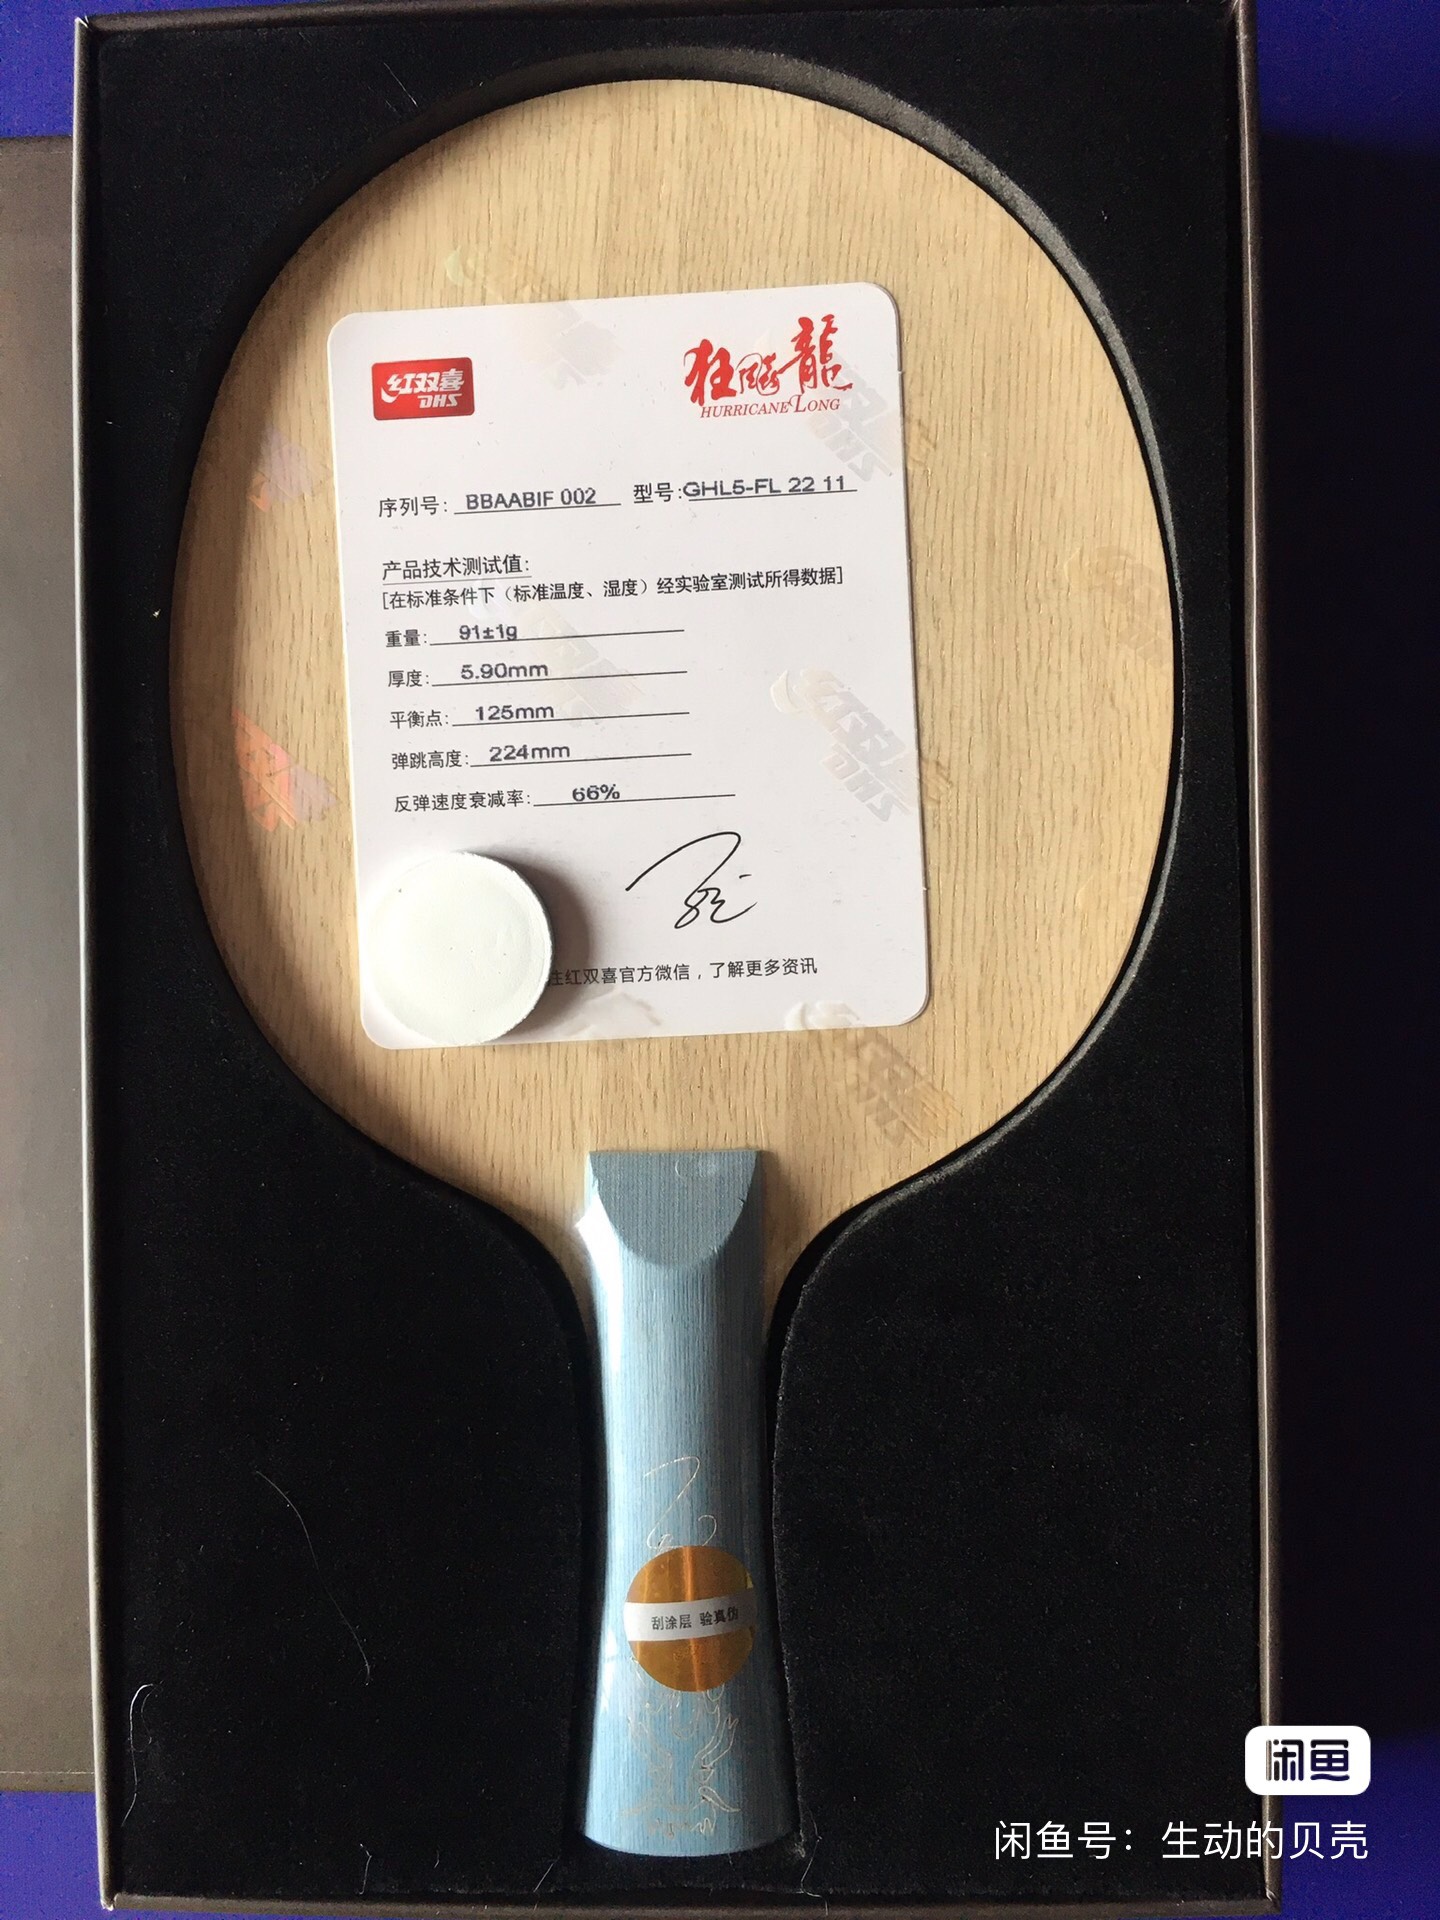 红双喜
DHS
狂飚龍
HURRICANE LONG
序列号: BBAABIF 002 型号:GHL5-FL 22 11
产品技术测试值:
[在标准条件下（标准温度、湿度）经实验室测试所得数据]
重量: 91±1g
厚度: 5.90mm
平衡点: 125mm
弹跳高度: 224mm
反弹速度衰减率: 66%
注红双喜官方微信，了解更多资讯
刮涂层 验真伪
闲鱼
闲鱼号：生动的贝壳